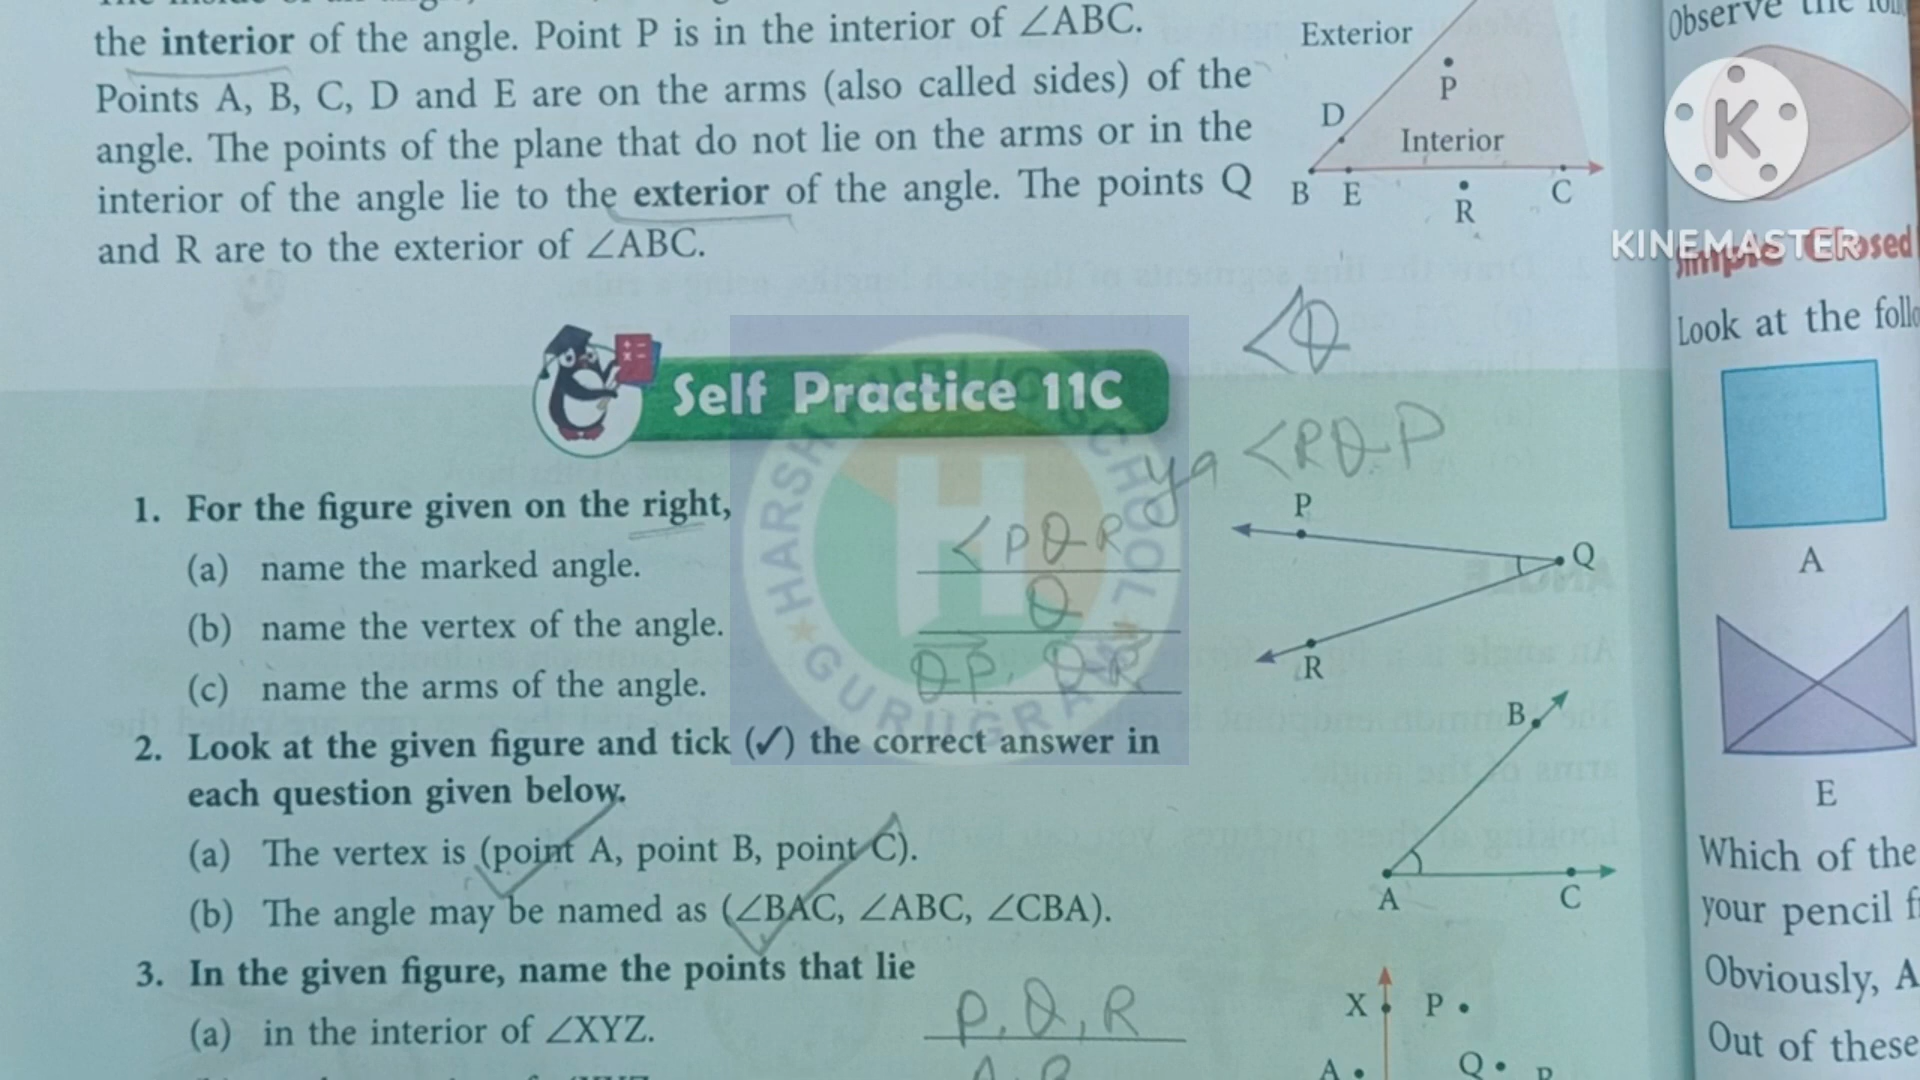 the interior of the angle. Point P is in the interior of ∠ABC.
Points A, B, C, D and E are on the arms (also called sides) of the
angle. The points of the plane that do not lie on the arms or in the
interior of the angle lie to the exterior of the angle. The points Q
and R are to the exterior of ∠ABC.
Exterior
P
D
Interior
B E R C
Self Practice 11C
<Q
ya <RQP
1. For the figure given on the right,
(a) name the marked angle. <PQR
(b) name the vertex of the angle. Q
(c) name the arms of the angle. QP, QR
P
Q
R
2. Look at the given figure and tick (✓) the correct answer in
each question given below.
(a) The vertex is (point A, point B, point C).
(b) The angle may be named as (∠BAC, ∠ABC, ∠CBA).
B
A C
3. In the given figure, name the points that lie
(a) in the interior of ∠XYZ. P, Q, R
X P
A Q
HARSH PUBLIC SCHOOL
GURUGRAM
H
Observe the
K
KINEMASTER
Simple Closed
Look at the
A
E
Which of the
your pencil
Obviously, A
Out of these